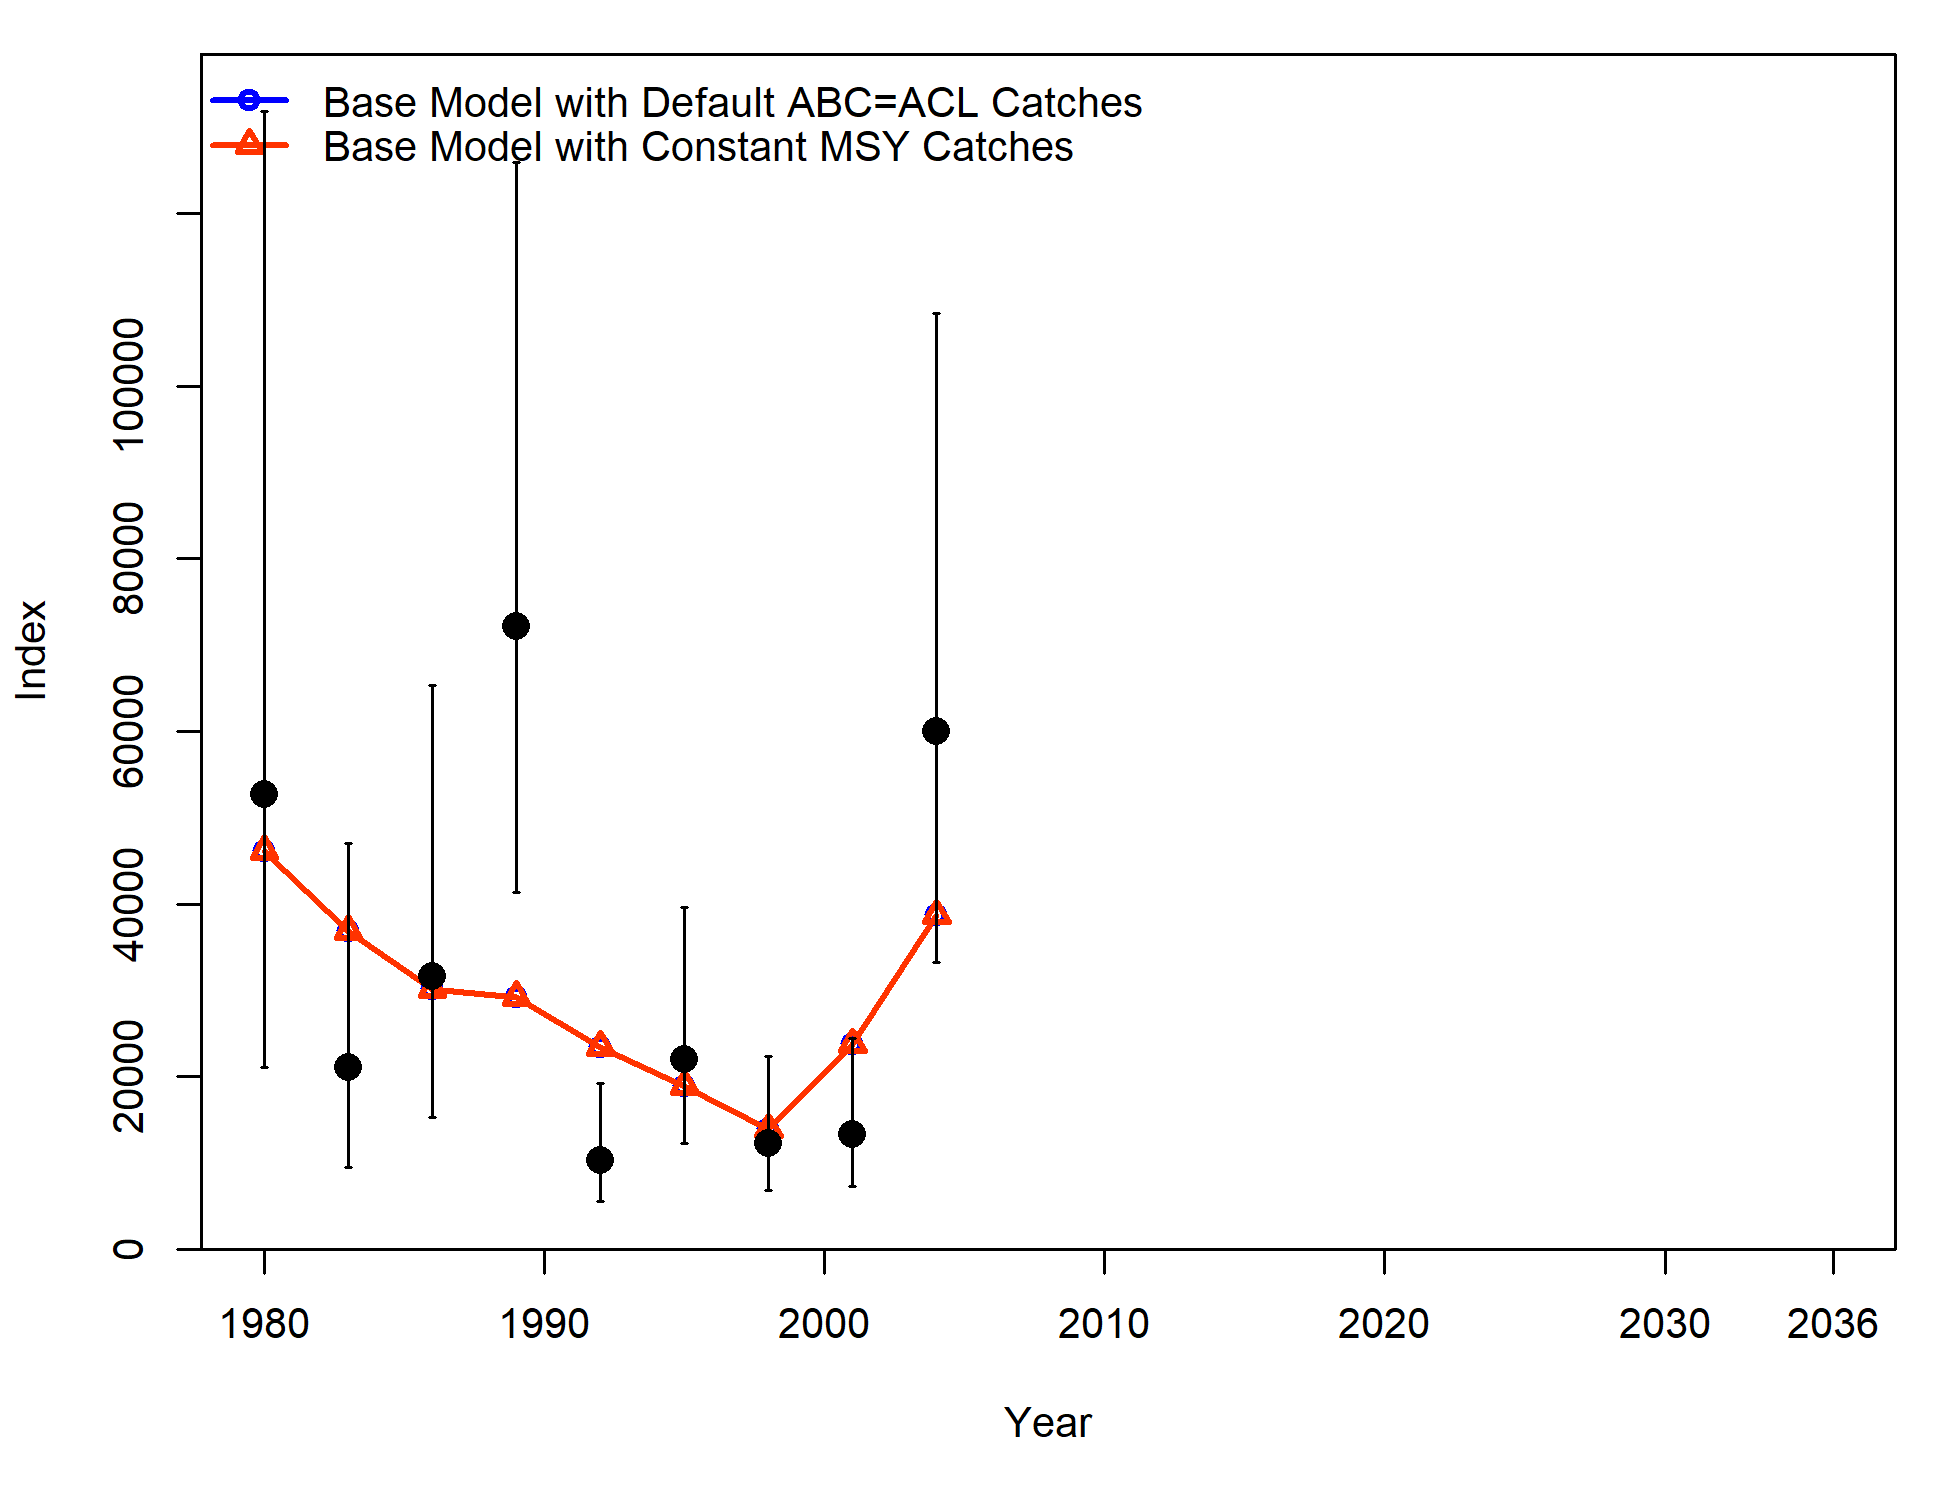 Base Model with Default ABC=ACL Catches
Base Model with Constant MSY Catches
100000
80000
60000
40000
20000
0
Index
1980 1990 2000 2010 2020 2030 2036
Year